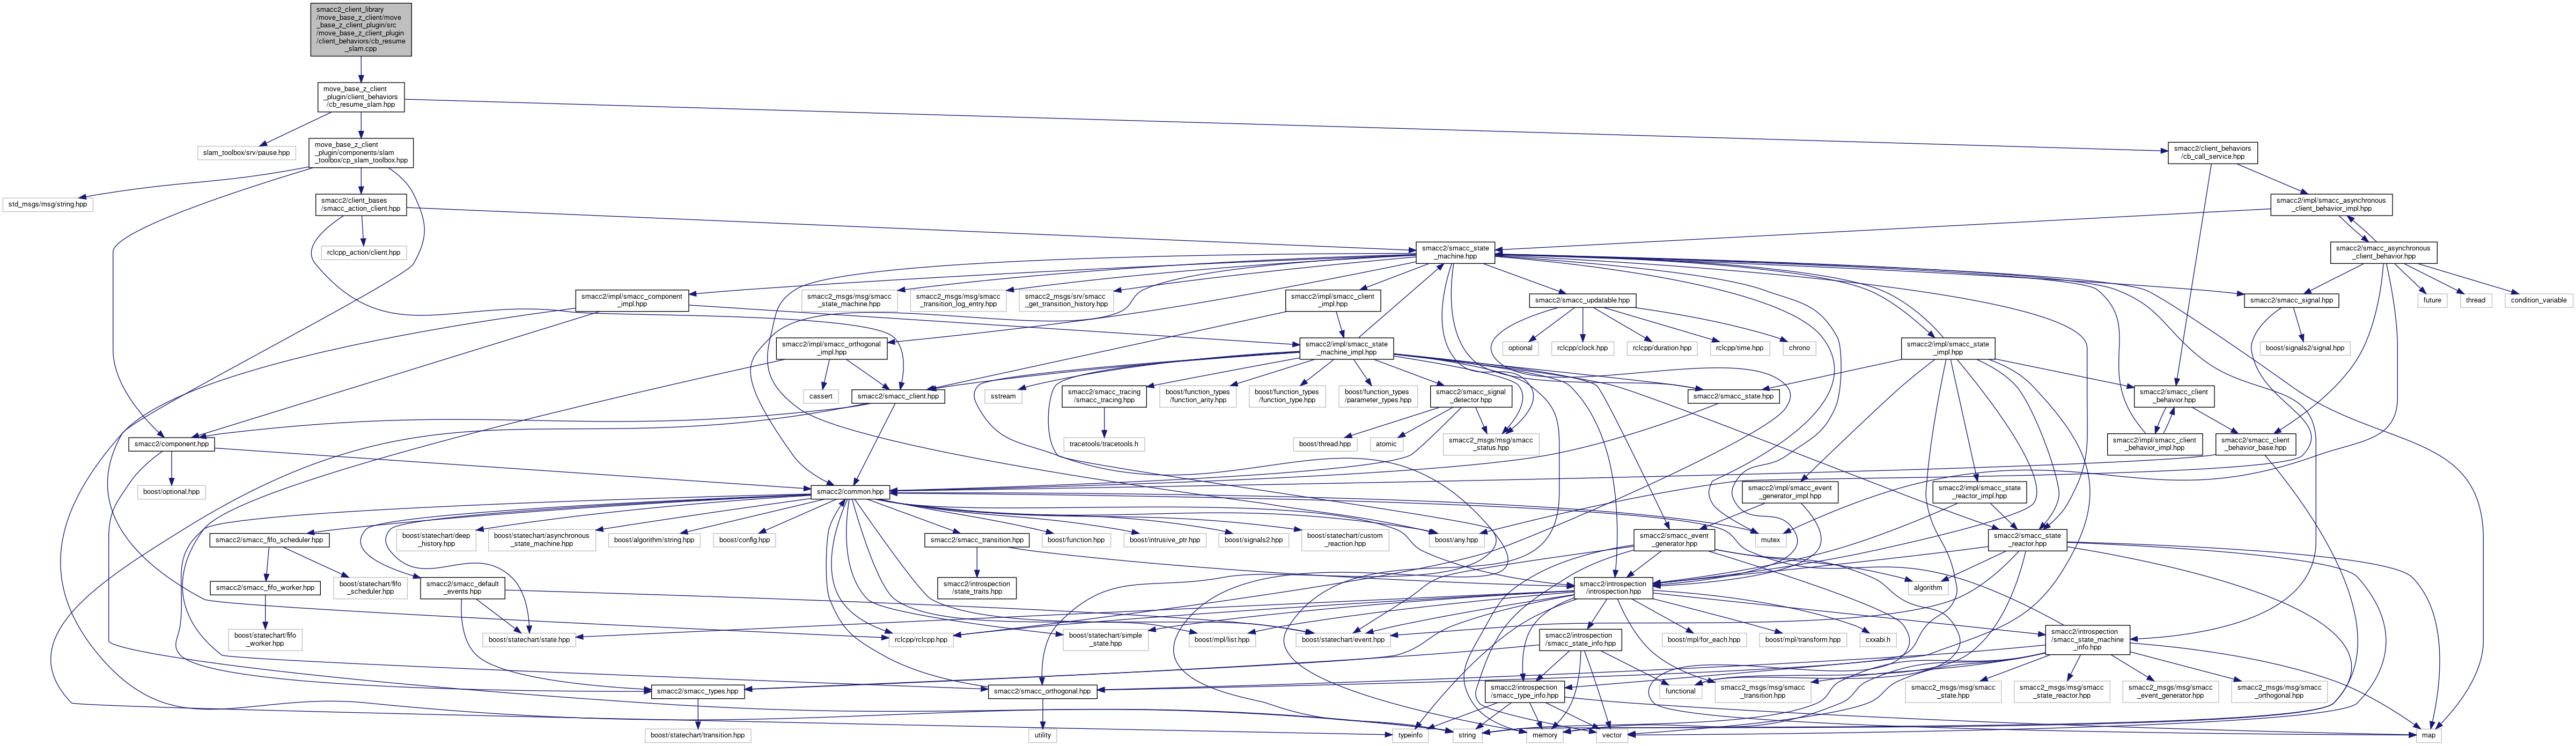 smacc2_client_library
/move_base_z_client/move
_base_z_client_plugin/src
/move_base_z_client_plugin
/client_behaviors/cb_resume
_slam.cpp
move_base_z_client
_plugin/client_behaviors
/cb_resume_slam.hpp
slam_toolbox/srv/pause.hpp
move_base_z_client
_plugin/components/slam
_toolbox/cp_slam_toolbox.hpp
smacc2/client_behaviors
/cb_call_service.hpp
std_msgs/msg/string.hpp
smacc2/client_bases
/smacc_action_client.hpp
smacc2/impl/smacc_asynchronous
_client_behavior_impl.hpp
rclcpp_action/client.hpp
smacc2/smacc_state
_machine.hpp
smacc2/smacc_asynchronous
_client_behavior.hpp
smacc2/impl/smacc_component
_impl.hpp
smacc2_msgs/msg/smacc
_state_machine.hpp
smacc2_msgs/msg/smacc
_transition_log_entry.hpp
smacc2_msgs/srv/smacc
_get_transition_history.hpp
smacc2/impl/smacc_client
_impl.hpp
smacc2/smacc_updatable.hpp
smacc2/smacc_signal.hpp
future
thread
condition_variable
smacc2/impl/smacc_orthogonal
_impl.hpp
smacc2/impl/smacc_state
_machine_impl.hpp
optional
rclcpp/clock.hpp
rclcpp/duration.hpp
rclcpp/time.hpp
chrono
smacc2/impl/smacc_state
_impl.hpp
boost/signals2/signal.hpp
cassert
smacc2/smacc_client.hpp
sstream
smacc2/smacc_tracing
/smacc_tracing.hpp
boost/function_types
/function_arity.hpp
boost/function_types
/function_type.hpp
boost/function_types
/parameter_types.hpp
smacc2/smacc_signal
_detector.hpp
smacc2/smacc_state.hpp
smacc2/smacc_client
_behavior.hpp
smacc2/component.hpp
tracetools/tracetools.h
boost/thread.hpp
atomic
smacc2_msgs/msg/smacc
_status.hpp
smacc2/impl/smacc_client
_behavior_impl.hpp
smacc2/smacc_client
_behavior_base.hpp
boost/optional.hpp
smacc2/common.hpp
smacc2/impl/smacc_event
_generator_impl.hpp
smacc2/impl/smacc_state
_reactor_impl.hpp
smacc2/smacc_fifo_scheduler.hpp
boost/statechart/deep
_history.hpp
boost/statechart/asynchronous
_state_machine.hpp
boost/algorithm/string.hpp
boost/config.hpp
smacc2/smacc_transition.hpp
boost/function.hpp
boost/intrusive_ptr.hpp
boost/signals2.hpp
boost/statechart/custom
_reaction.hpp
boost/any.hpp
smacc2/smacc_event
_generator.hpp
mutex
smacc2/smacc_state
_reactor.hpp
smacc2/smacc_fifo_worker.hpp
boost/statechart/fifo
_scheduler.hpp
smacc2/smacc_default
_events.hpp
smacc2/introspection
/state_traits.hpp
smacc2/introspection
/introspection.hpp
algorithm
boost/statechart/fifo
_worker.hpp
boost/statechart/state.hpp
rclcpp/rclcpp.hpp
boost/statechart/simple
_state.hpp
boost/mpl/list.hpp
boost/statechart/event.hpp
smacc2/introspection
/smacc_state_info.hpp
boost/mpl/for_each.hpp
boost/mpl/transform.hpp
cxxabi.h
smacc2/introspection
/smacc_state_machine
_info.hpp
smacc2/smacc_types.hpp
smacc2/smacc_orthogonal.hpp
smacc2/introspection
/smacc_type_info.hpp
functional
smacc2_msgs/msg/smacc
_transition.hpp
smacc2_msgs/msg/smacc
_state.hpp
smacc2_msgs/msg/smacc
_state_reactor.hpp
smacc2_msgs/msg/smacc
_event_generator.hpp
smacc2_msgs/msg/smacc
_orthogonal.hpp
boost/statechart/transition.hpp
utility
typeinfo
string
memory
vector
map